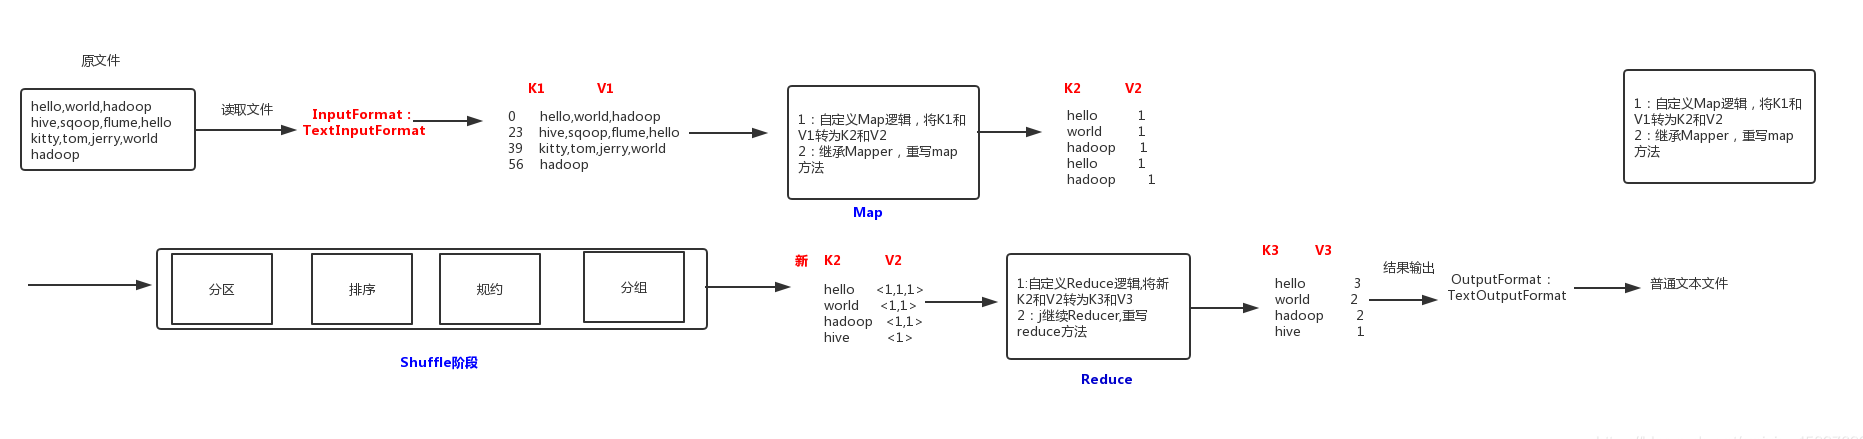 原文件
hello,world,hadoop
hive,sqoop,flume,hello
kitty,tom,jerry,world
hadoop
读取文件
InputFormat：
TextInputFormat
K1 V1
0 hello,world,hadoop
23 hive,sqoop,flume,hello
39 kitty,tom,jerry,world
56 hadoop
1：自定义Map逻辑，将K1和
V1转为K2和V2
2：继承Mapper，重写map
方法
Map
K2 V2
hello 1
world 1
hadoop 1
hello 1
hadoop 1
1：自定义Map逻辑，将K1和
V1转为K2和V2
2：继承Mapper，重写map
方法
分区
排序
规约
分组
Shuffle阶段
新 K2 V2
hello <1,1,1>
world <1,1>
hadoop <1,1>
hive <1>
1:自定义Reduce逻辑,将新
K2和V2转为K3和V3
2：j继续Reducer,重写
reduce方法
Reduce
K3 V3
hello 3
world 2
hadoop 2
hive 1
结果输出
OutputFormat：
TextOutputFormat
普通文本文件